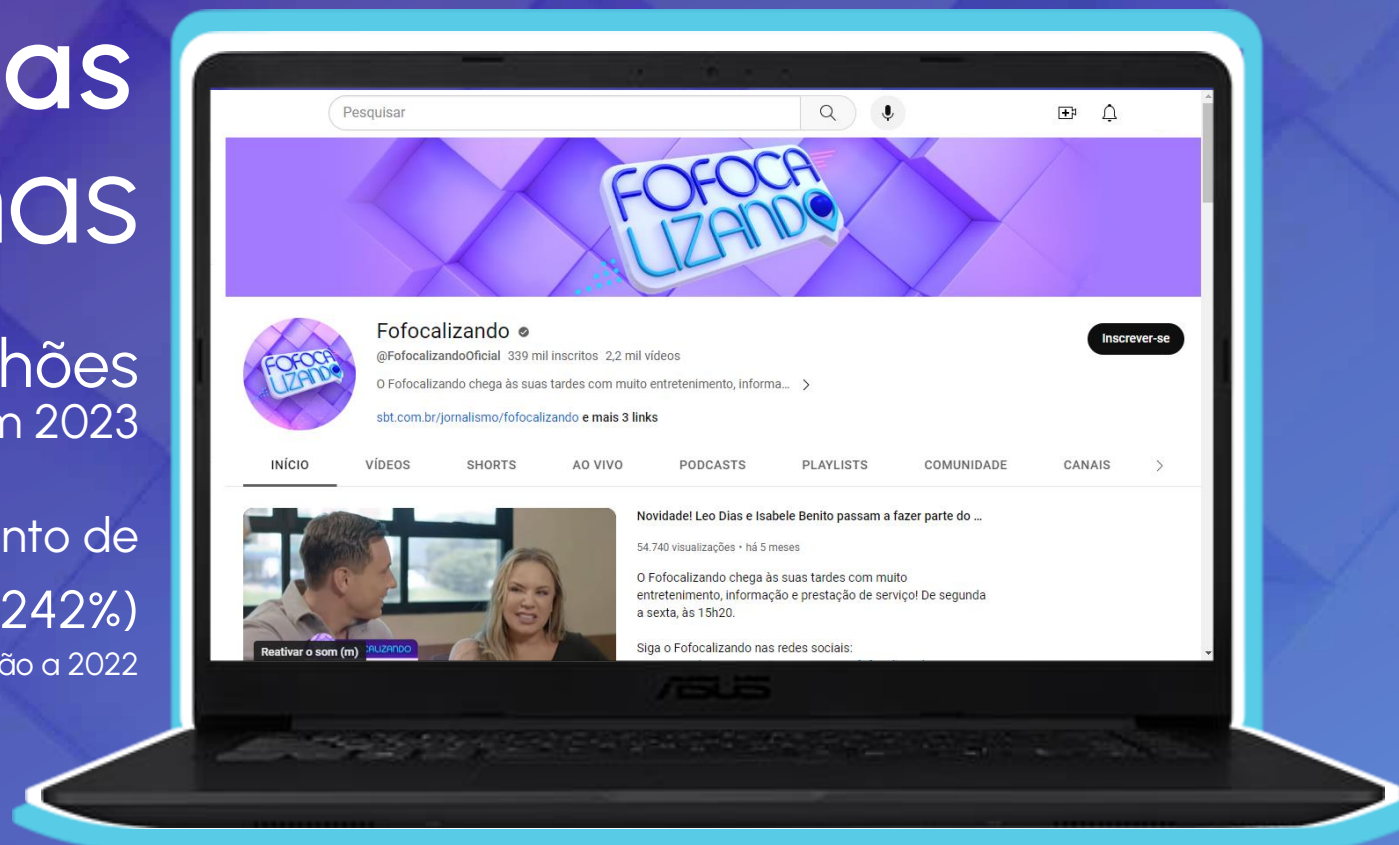 as
nas
hões
m 2023
nto de
242%)
ão a 2022
Pesquisar
FOFOCA
LIZANDO
FOFOCA
LIZANDO
Fofocalizando
@FofocalizandoOficial 339 mil inscritos 2,2 mil vídeos
O Fofocalizando chega às suas tardes com muito entretenimento, informa...
sbt.com.br/jornalismo/fofocalizando e mais 3 links
Inscrever-se
INÍCIO VÍDEOS SHORTS AO VIVO PODCASTS PLAYLISTS COMUNIDADE CANAIS
Novidade! Leo Dias e Isabele Benito passam a fazer parte do ...
54.740 visualizações • há 5 meses
O Fofocalizando chega às suas tardes com muito
entretenimento, informação e prestação de serviço! De segunda
a sexta, às 15h20.
Siga o Fofocalizando nas redes sociais:
Reativar o som (m)
ASUS